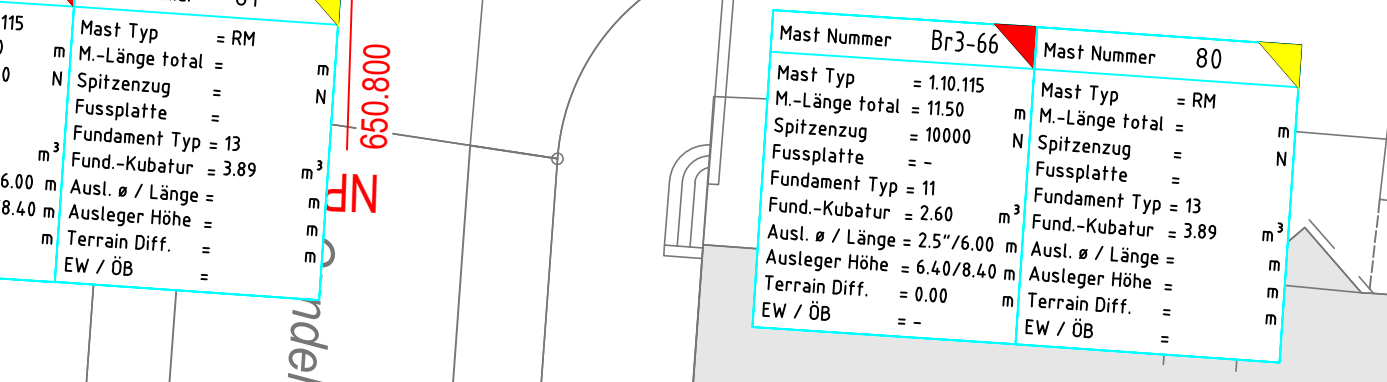 115
0 m
0 N
m³
6.00 m
8.40 m
m
Mast Typ = RM
M.-Länge total = m
Spitzenzug = N
Fussplatte =
Fundament Typ = 13
Fund.-Kubatur = 3.89 m³
Ausl. ø / Länge = m
Ausleger Höhe = m
Terrain Diff. = m
EW / ÖB =
650.800
NP
ndel
Mast Nummer Br3-66
Mast Typ = 1.10.115
M.-Länge total = 11.50 m
Spitzenzug = 10000 N
Fussplatte = -
Fundament Typ = 11
Fund.-Kubatur = 2.60 m³
Ausl. ø / Länge = 2.5"/6.00 m
Ausleger Höhe = 6.40/8.40 m
Terrain Diff. = 0.00 m
EW / ÖB = -
Mast Nummer 80
Mast Typ = RM
M.-Länge total = m
Spitzenzug = N
Fussplatte =
Fundament Typ = 13
Fund.-Kubatur = 3.89 m³
Ausl. ø / Länge = m
Ausleger Höhe = m
Terrain Diff. = m
EW / ÖB =